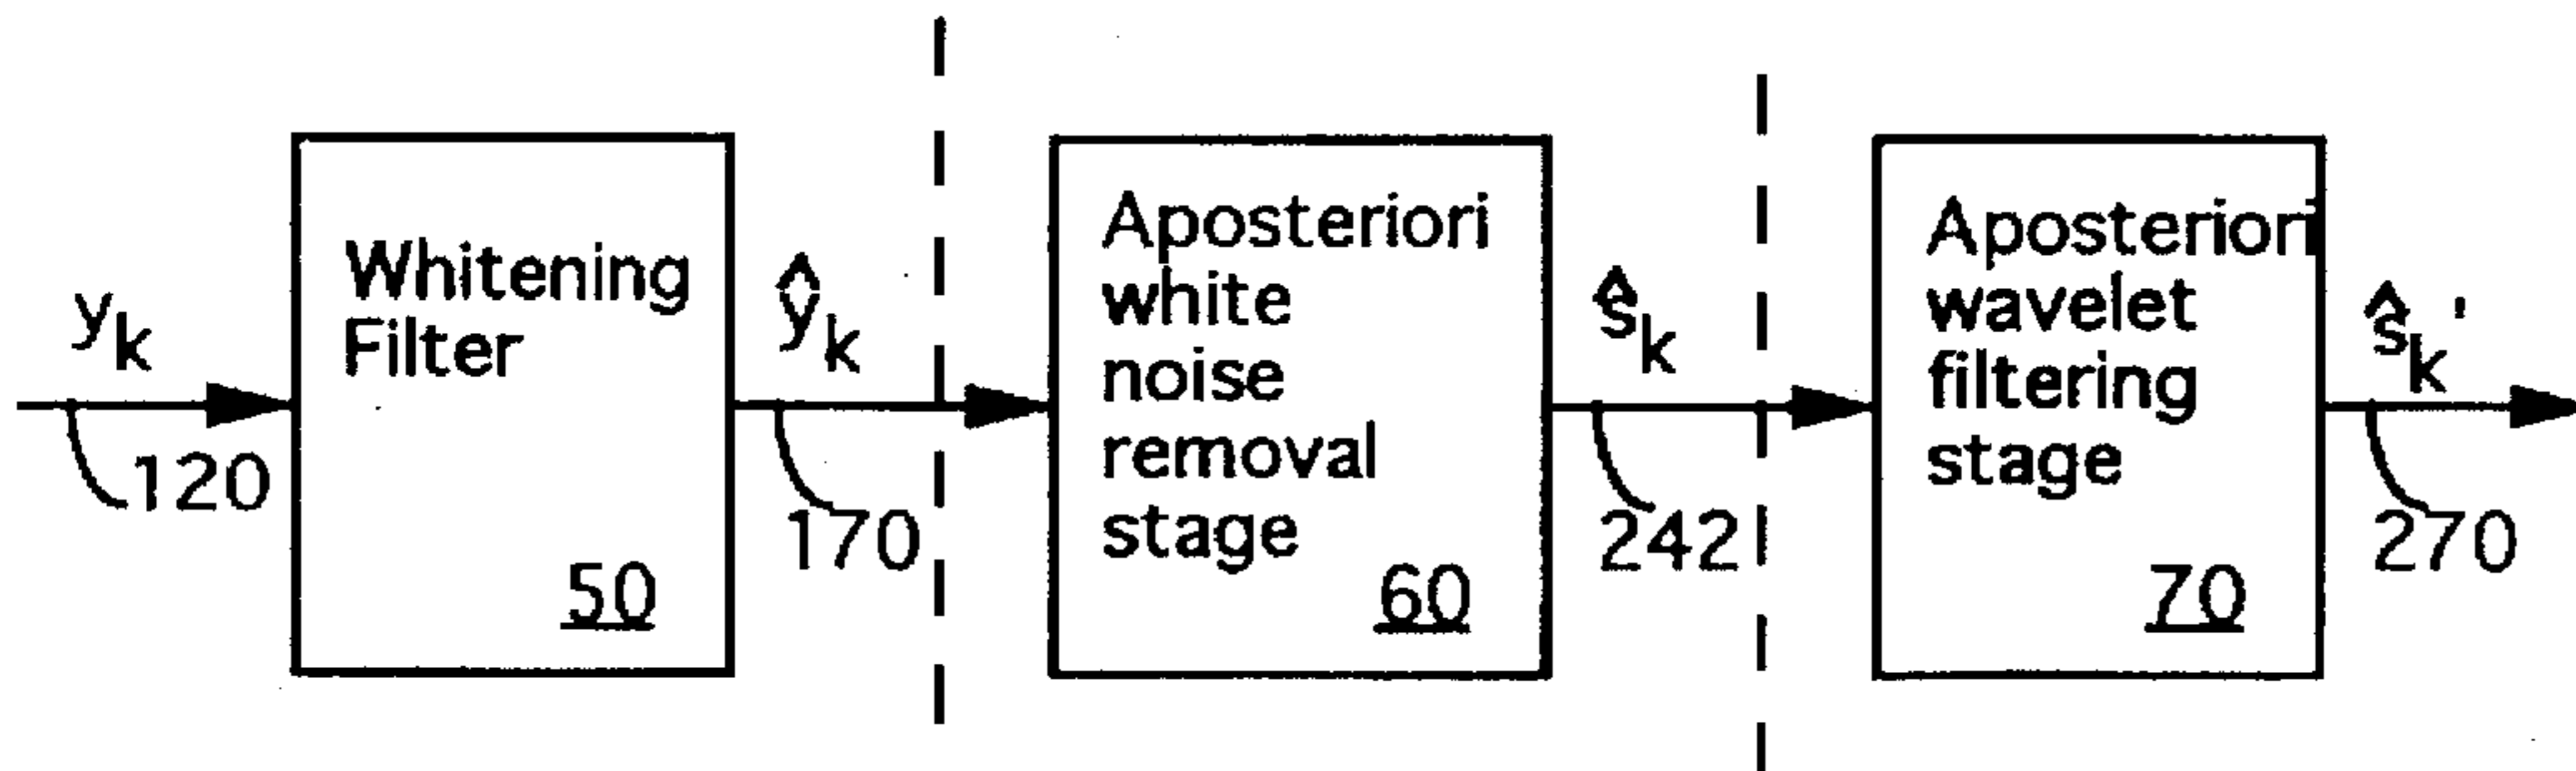 y_k
120
Whitening
Filter
50
ŷ_k
170
Aposteriori
white
noise
removal
stage
60
ŝ_k
242
Aposteriori
wavelet
filtering
stage
70
ŝ_k'
270